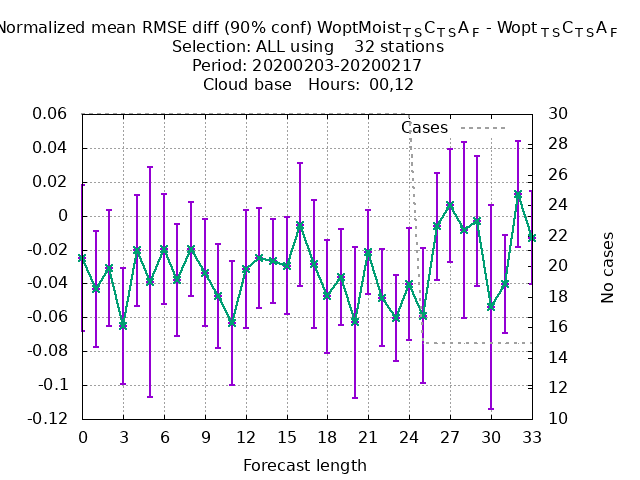 Normalized mean RMSE diff (90% conf) WoptMoist_TSC_TSA_F - Wopt_TSC_TSA_F
Selection: ALL using    32 stations
Period: 20200203-20200217
Cloud base   Hours:  00,12
Cases
0.06
0.04
0.02
0
-0.02
-0.04
-0.06
-0.08
-0.1
-0.12
30
28
26
24
22
20
18
16
14
12
10
No cases
0 3 6 9 12 15 18 21 24 27 30 33
Forecast length